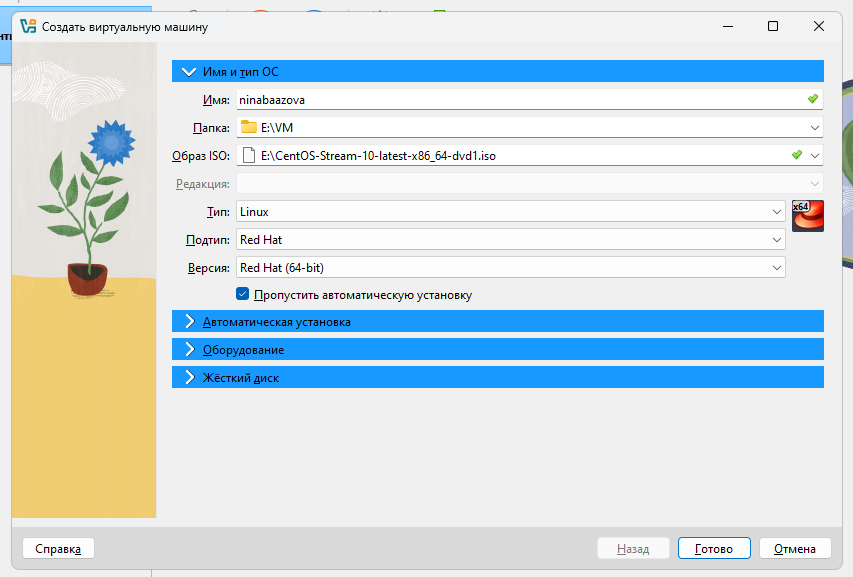 Создать виртуальную машину
Имя и тип ОС
Имя: ninabaazova
Папка: E:\VM
Образ ISO: E:\CentOS-Stream-10-latest-x86_64-dvd1.iso
Редакция:
Тип: Linux
x64
Подтип: Red Hat
Версия: Red Hat (64-bit)
Пропустить автоматическую установку
Автоматическая установка
Оборудование
Жёсткий диск
Справка
Назад
Готово
Отмена